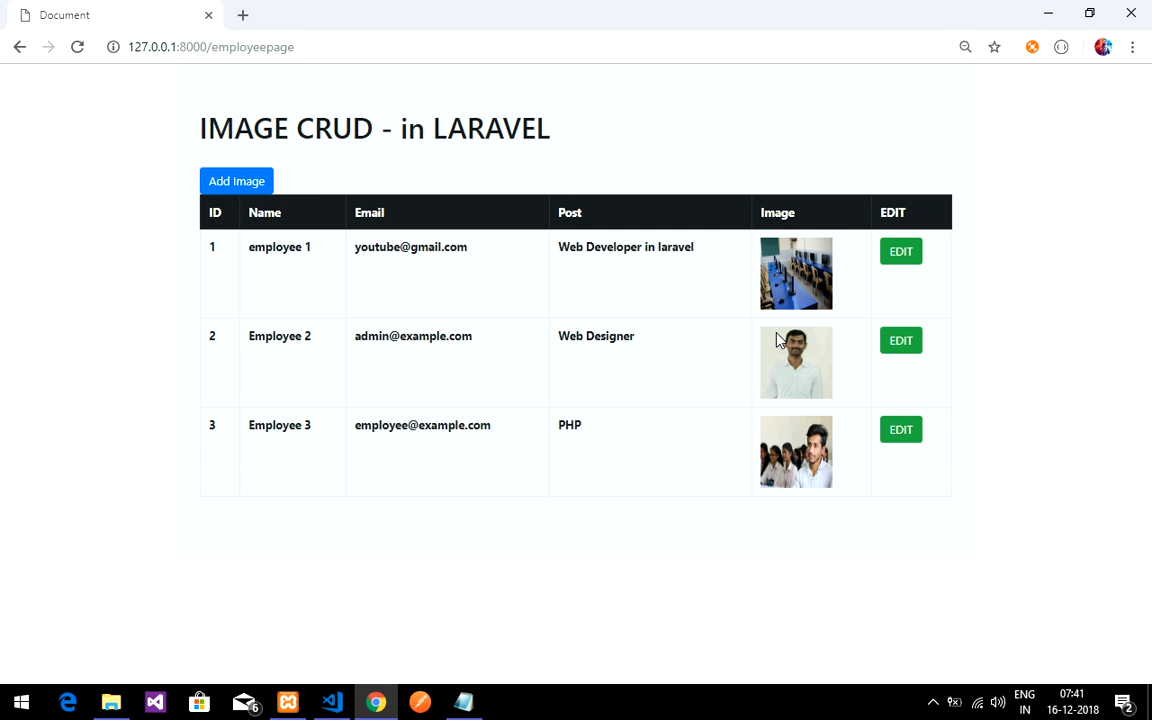 Document
127.0.0.1:8000/employeepage
IMAGE CRUD - in LARAVEL
Add Image
ID Name Email Post Image EDIT
1 employee 1 youtube@gmail.com Web Developer in laravel EDIT
2 Employee 2 admin@example.com Web Designer EDIT
3 Employee 3 employee@example.com PHP EDIT
6
ENG 07:41
IN 16-12-2018 2